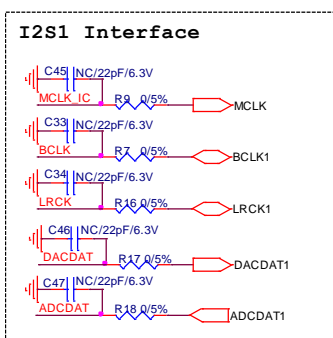 I2S1 Interface
C45 NC/22pF/6.3V
MCLK_IC R9 0/5% MCLK
C33 NC/22pF/6.3V
BCLK R7 0/5% BCLK1
C34 NC/22pF/6.3V
LRCK R16 0/5% LRCK1
C46 NC/22pF/6.3V
DACDAT R17 0/5% DACDAT1
C47 NC/22pF/6.3V
ADCDAT R18 0/5% ADCDAT1